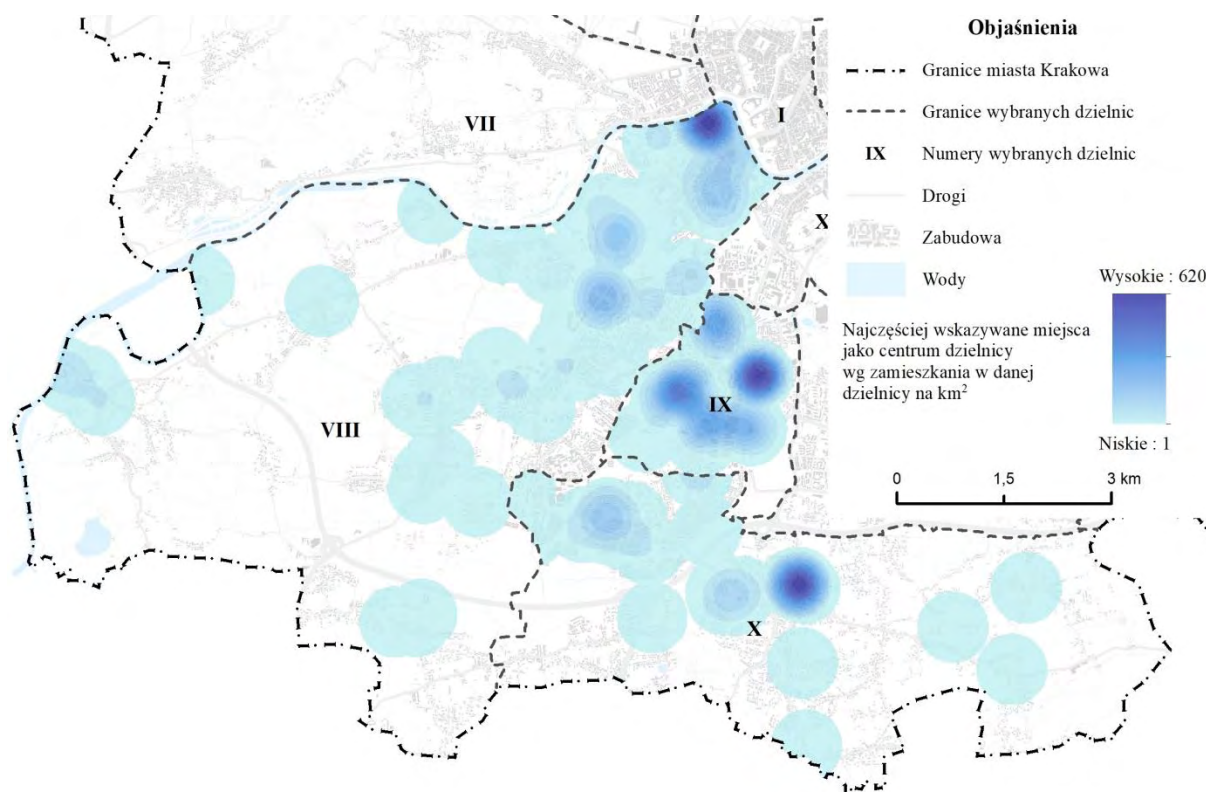 VII
I
X
IX
VIII
X
Objaśnienia
Granice miasta Krakowa
Granice wybranych dzielnic
IX Numery wybranych dzielnic
Drogi
Zabudowa
Wody
Najczęściej wskazywane miejsca
jako centrum dzielnicy
wg zamieszkania w danej
dzielnicy na km²
Wysokie : 620
Niskie : 1
0 1,5 3 km